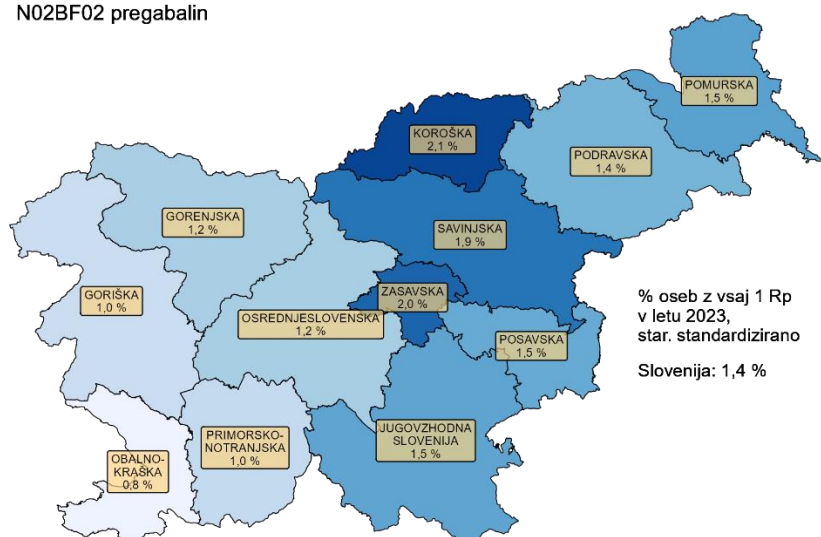 N02BF02 pregabalin
POMURSKA
1,5 %
KOROŠKA
2,1 %
PODRAVSKA
1,4 %
GORENJSKA
1,2 %
SAVINJSKA
1,9 %
GORIŠKA
1,0 %
ZASAVSKA
2,0 %
OSREDNJESLOVENSKA
1,2 %
POSAVSKA
1,5 %
% oseb z vsaj 1 Rp
v letu 2023,
star. standardizirano
Slovenija: 1,4 %
OBALNO-
KRAŠKA
0,8 %
PRIMORSKO-
NOTRANJSKA
1,0 %
JUGOVZHODNA
SLOVENIJA
1,5 %